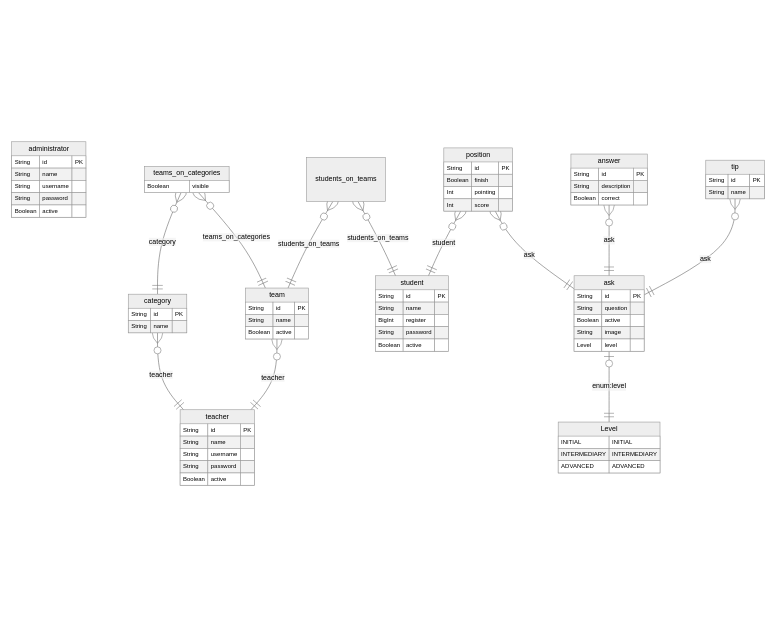 administrator
String id PK
String name
String username
String password
Boolean active
teams_on_categories
Boolean visible
students_on_teams
position
String id PK
Boolean finish
Int pointing
Int score
answer
String id PK
String description
Boolean correct
tip
String id PK
String name
category
teams_on_categories
students_on_teams
students_on_teams
student
ask
ask
ask
category
String id PK
String name
team
String id PK
String name
Boolean active
student
String id PK
String name
BigInt register
String password
Boolean active
ask
String id PK
String question
Boolean active
String image
Level level
teacher
teacher
enum:level
teacher
String id PK
String name
String username
String password
Boolean active
Level
INITIAL INITIAL
INTERMEDIARY INTERMEDIARY
ADVANCED ADVANCED